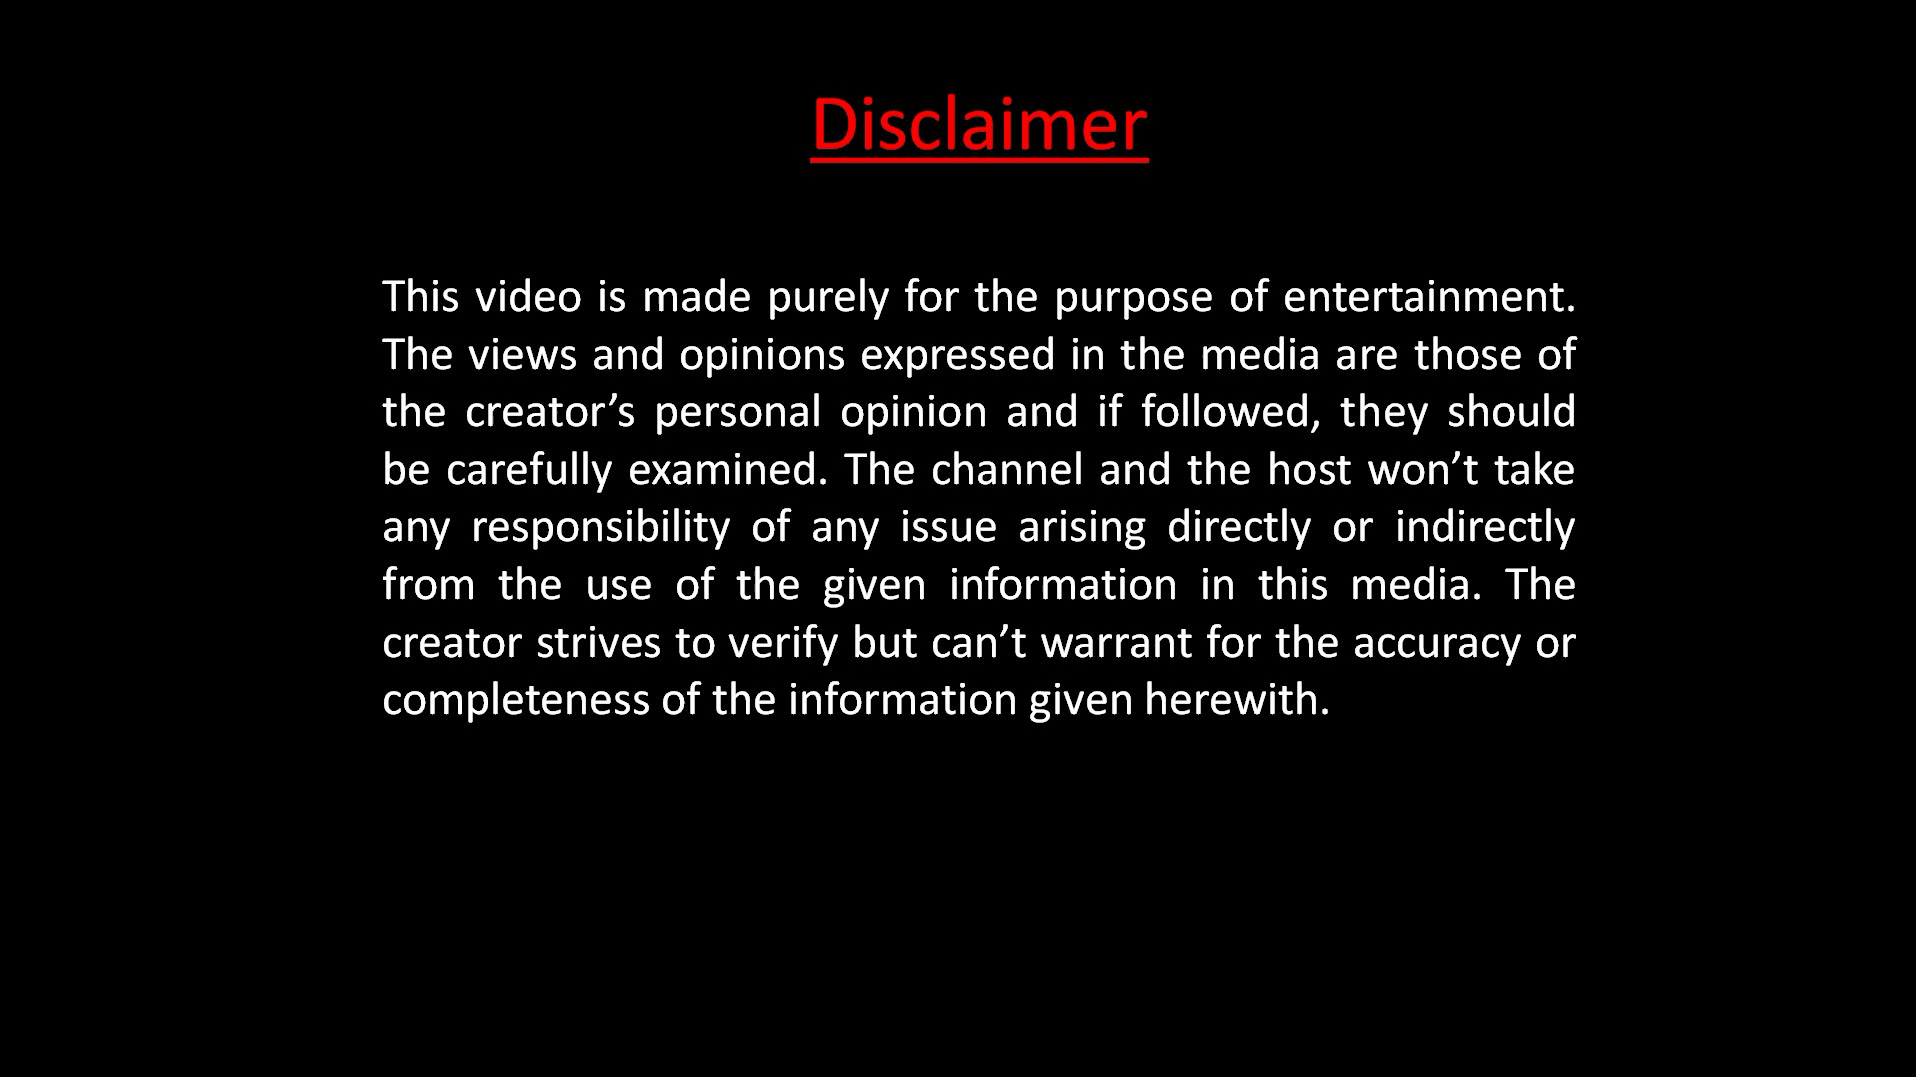 Disclaimer
This video is made purely for the purpose of entertainment.
The views and opinions expressed in the media are those of
the creator’s personal opinion and if followed, they should
be carefully examined. The channel and the host won’t take
any responsibility of any issue arising directly or indirectly
from the use of the given information in this media. The
creator strives to verify but can’t warrant for the accuracy or
completeness of the information given herewith.